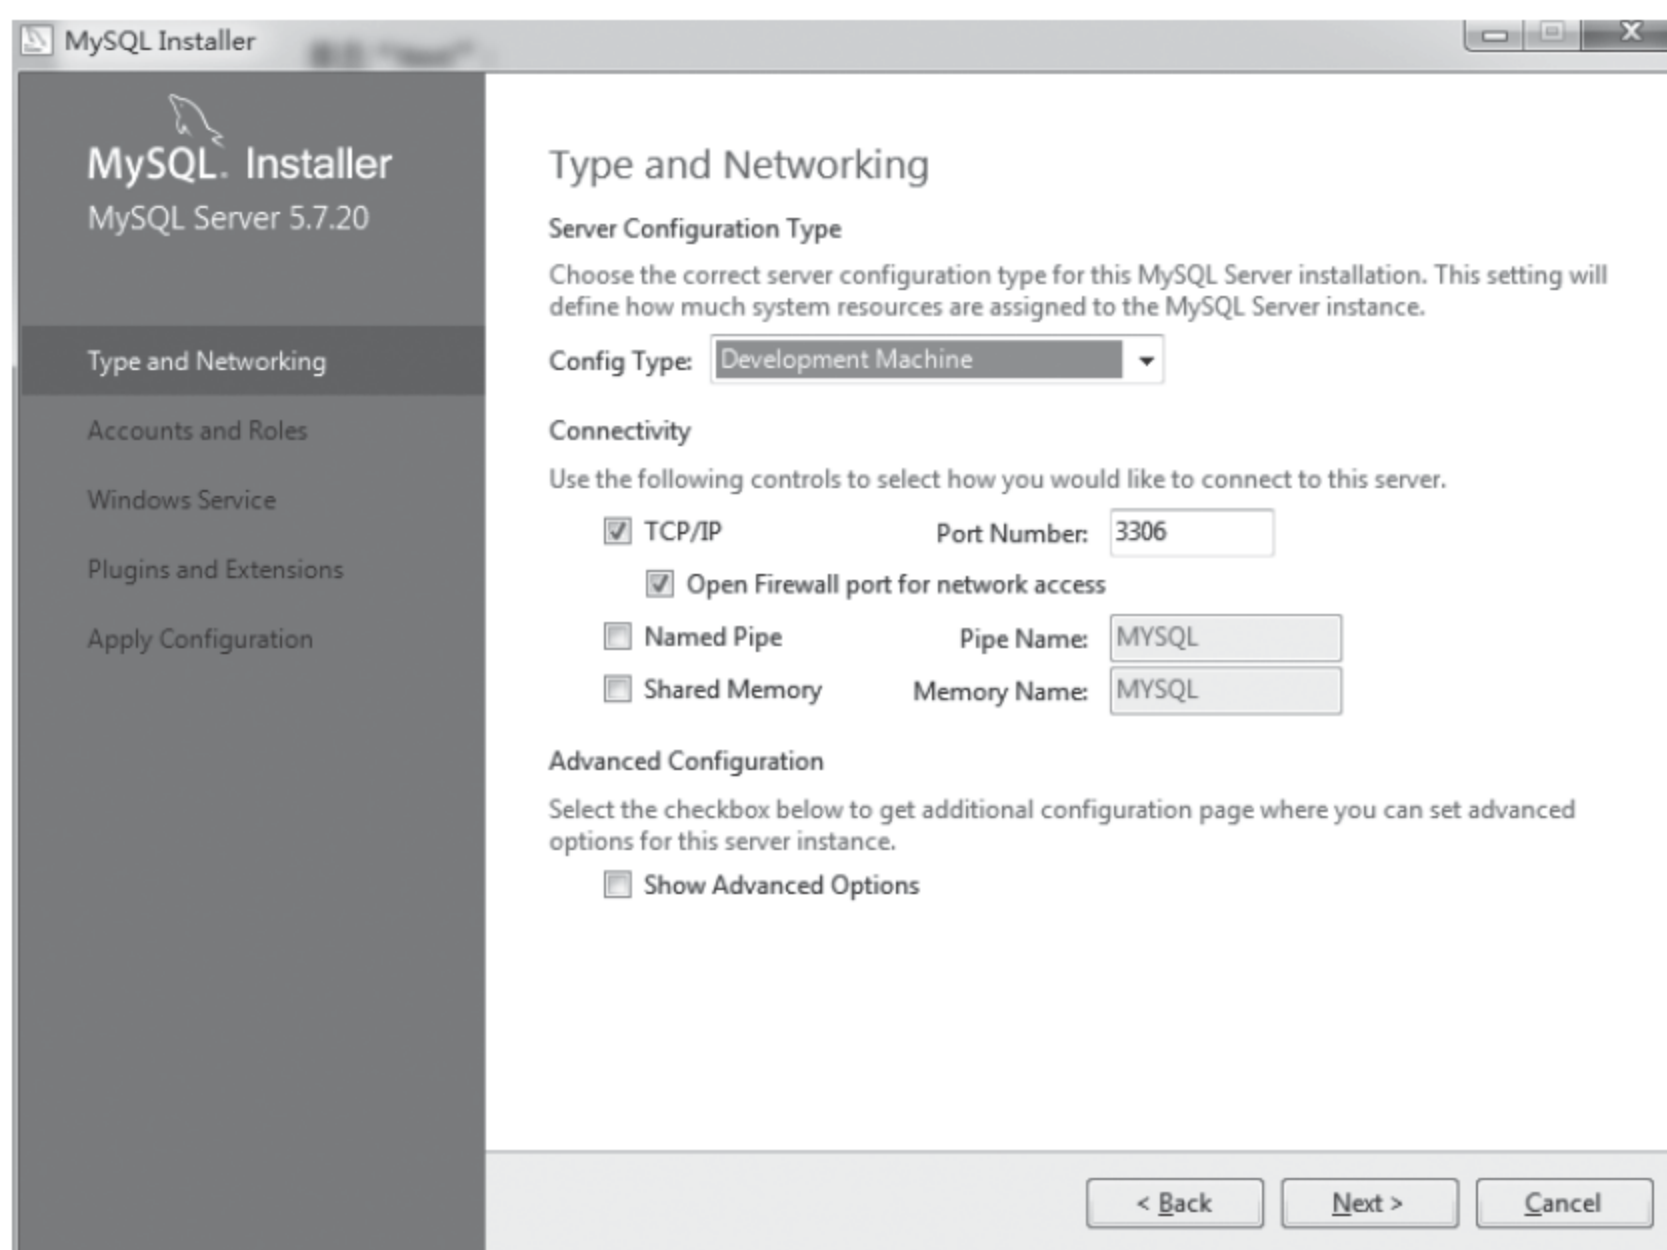 MySQL Installer
MySQL. Installer
MySQL Server 5.7.20
Type and Networking
Accounts and Roles
Windows Service
Plugins and Extensions
Apply Configuration
Type and Networking
Server Configuration Type
Choose the correct server configuration type for this MySQL Server installation. This setting will
define how much system resources are assigned to the MySQL Server instance.
Config Type: Development Machine
Connectivity
Use the following controls to select how you would like to connect to this server.
TCP/IP Port Number: 3306
Open Firewall port for network access
Named Pipe Pipe Name: MYSQL
Shared Memory Memory Name: MYSQL
Advanced Configuration
Select the checkbox below to get additional configuration page where you can set advanced
options for this server instance.
Show Advanced Options
< Back Next > Cancel